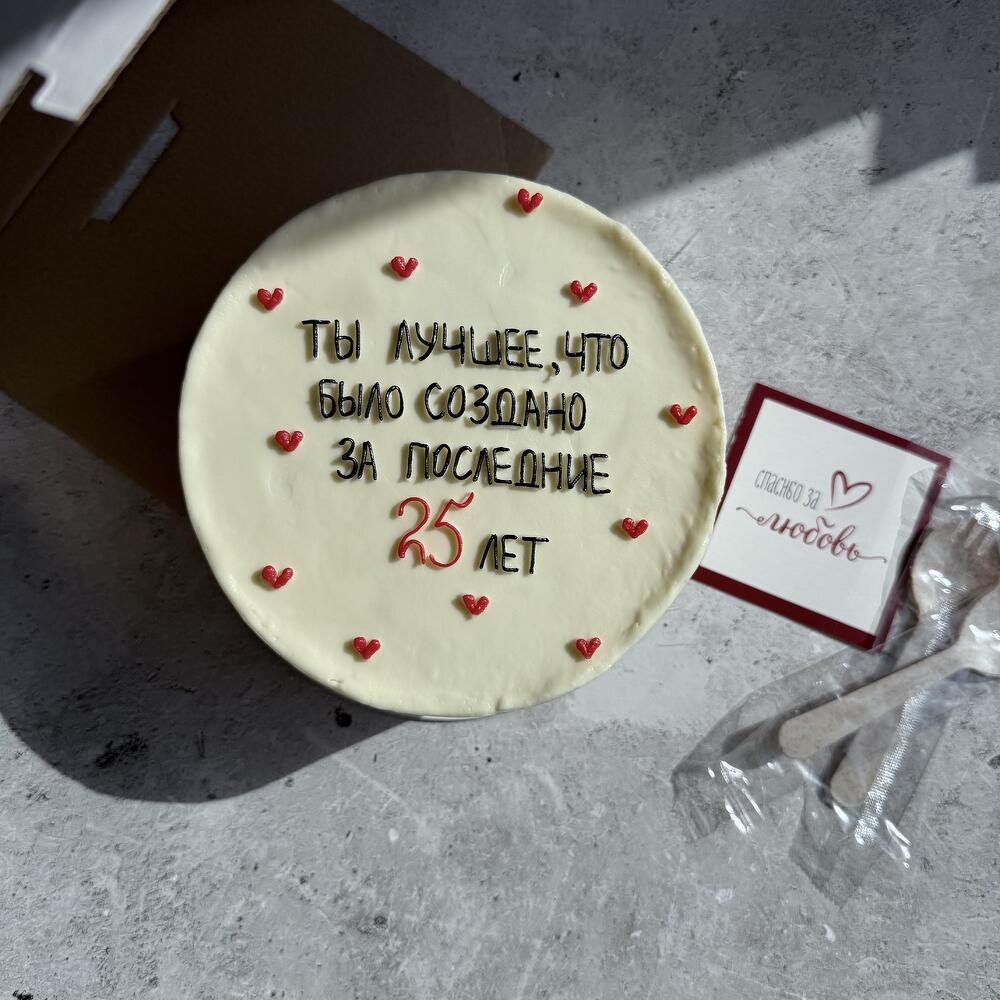 ТЫ ЛУЧШЕЕ, ЧТО
БЫЛО СОЗДАНО
ЗА ПОСЛЕДНИЕ
25 ЛЕТ
спасибо за
любовь